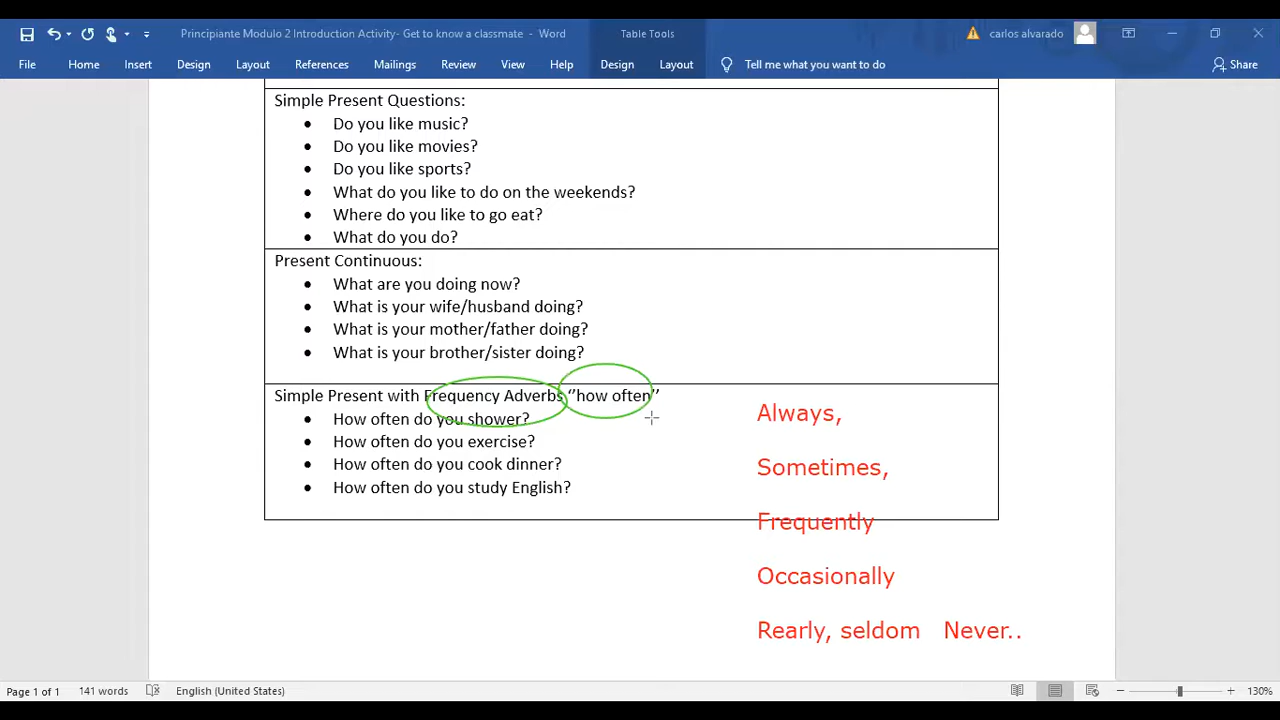 Principiante Modulo 2 Introduction Activity- Get to know a classmate - Word
Table Tools
carlos alvarado
File Home Insert Design Layout References Mailings Review View Help Design Layout Tell me what you want to do Share
Simple Present Questions:
• Do you like music?
• Do you like movies?
• Do you like sports?
• What do you like to do on the weekends?
• Where do you like to go eat?
• What do you do?
Present Continuous:
• What are you doing now?
• What is your wife/husband doing?
• What is your mother/father doing?
• What is your brother/sister doing?
Simple Present with Frequency Adverbs ‘’how often’’
• How often do you shower?
• How often do you exercise?
• How often do you cook dinner?
• How often do you study English?
Always,
Sometimes,
Frequently
Occasionally
Rearly, seldom Never..
Page 1 of 1 141 words English (United States) 130%